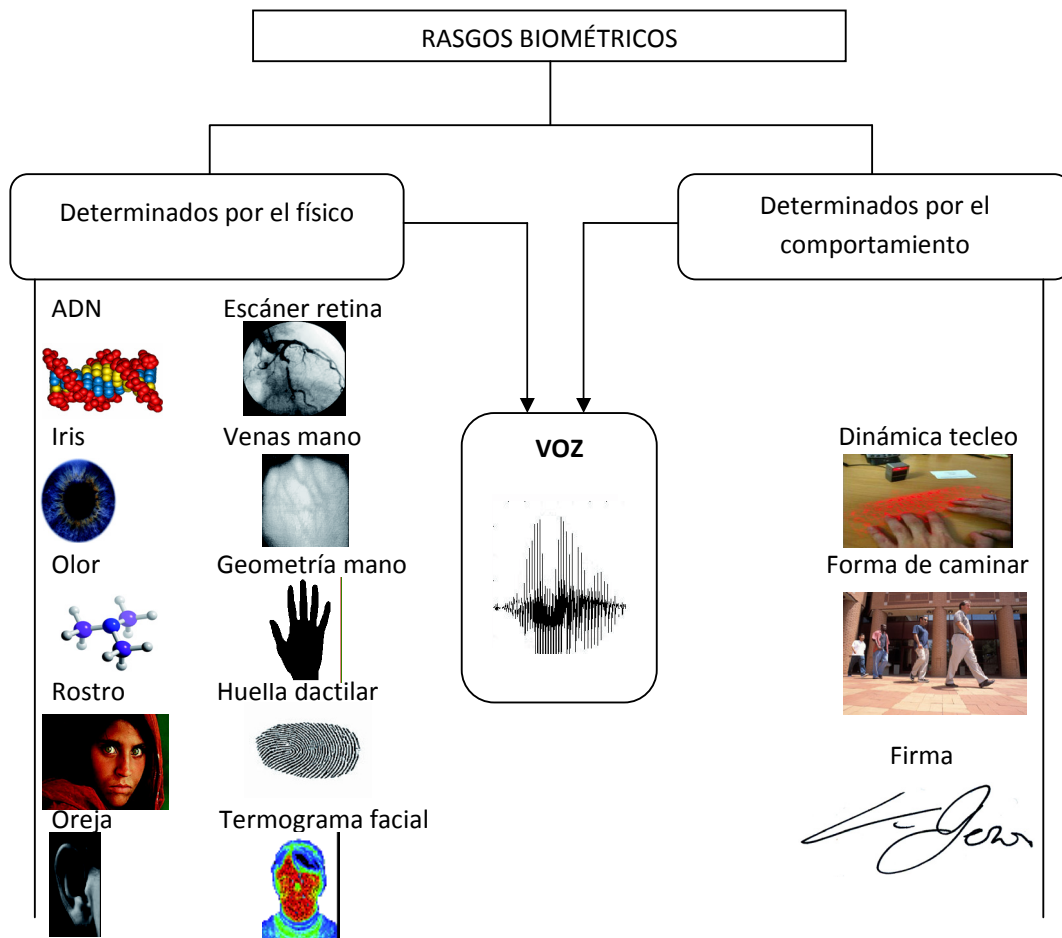 RASGOS BIOMÉTRICOS
Determinados por el físico
Determinados por el
comportamiento
ADN
Escáner retina
Iris
Venas mano
VOZ
Dinámica tecleo
Olor
Geometría mano
Forma de caminar
Rostro
Huella dactilar
Firma
Oreja
Termograma facial